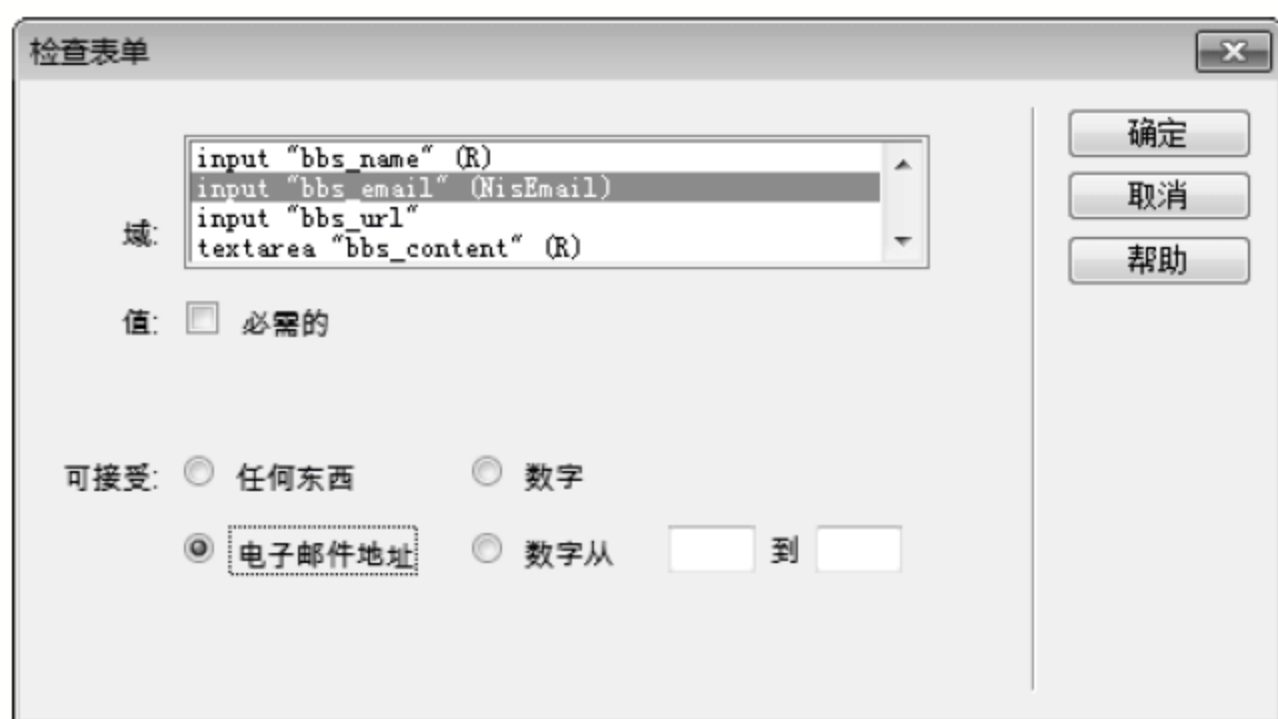 检查表单
确定
取消
帮助
域:
input "bbs_name" (R)
input "bbs_email" (NisEmail)
input "bbs_url"
textarea "bbs_content" (R)
值: 必需的
可接受: 任何东西 数字
电子邮件地址 数字从 到